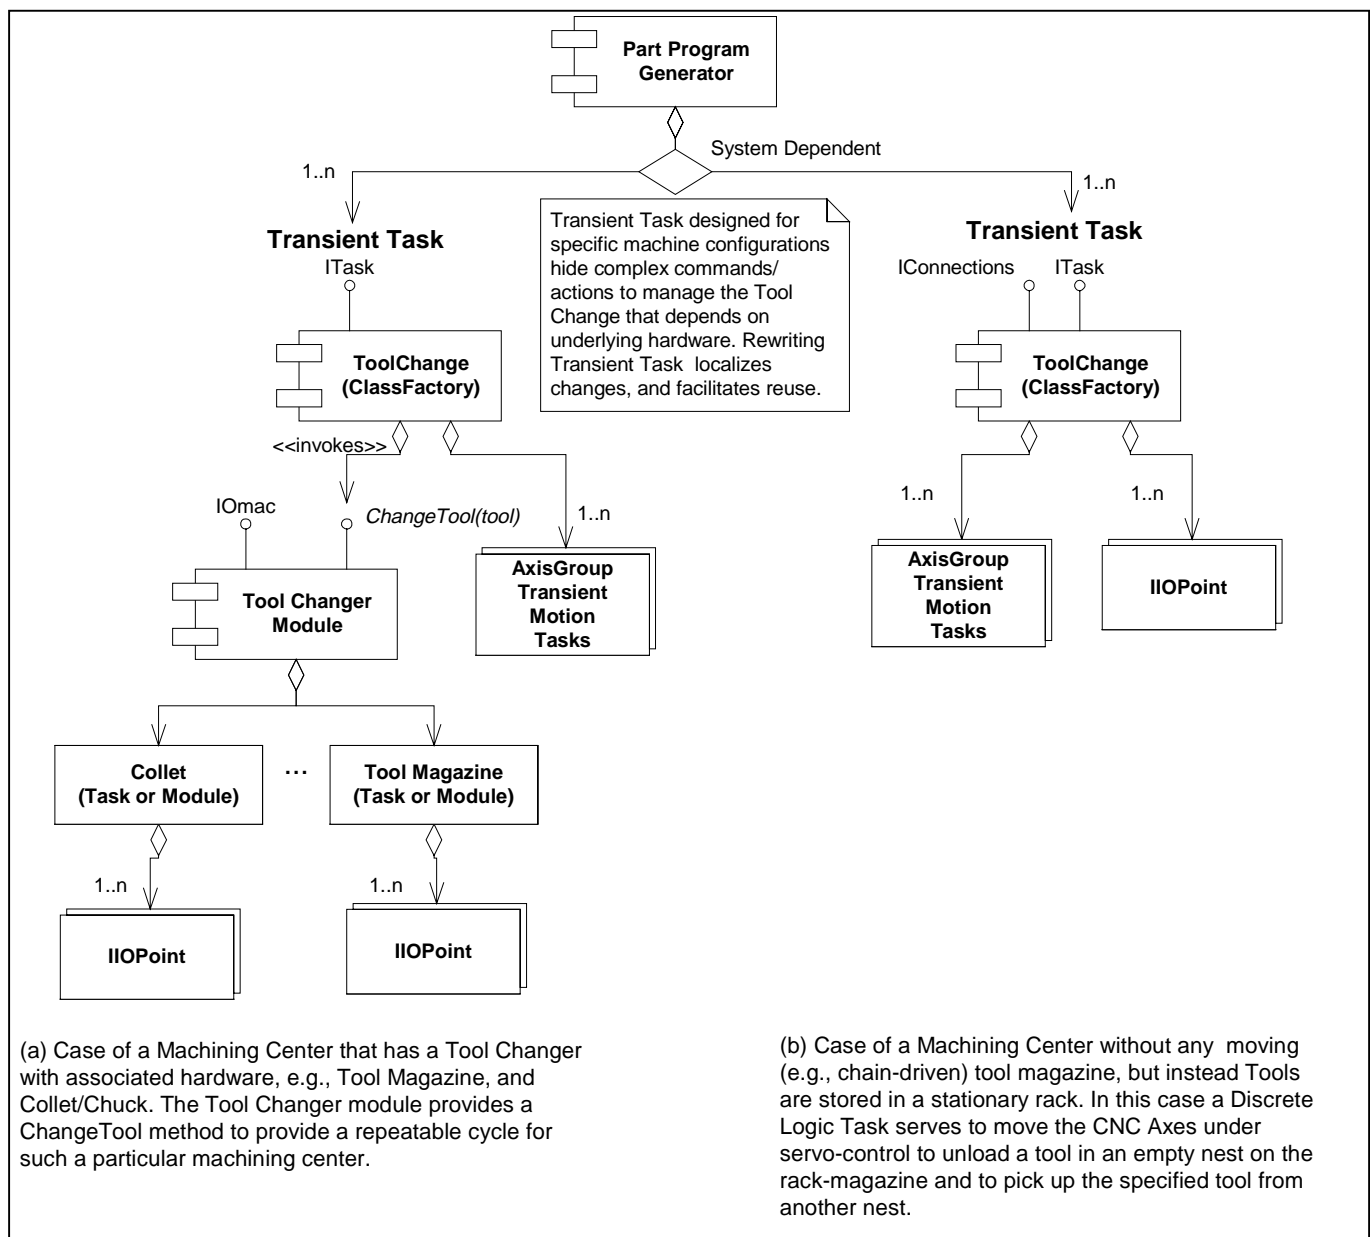 Part Program
Generator
System Dependent
1..n
1..n
Transient Task
ITask
Transient Task designed for
specific machine configurations
hide complex commands/
actions to manage the Tool
Change that depends on
underlying hardware. Rewriting
Transient Task localizes
changes, and facilitates reuse.
Transient Task
IConnections
ITask
ToolChange
(ClassFactory)
ToolChange
(ClassFactory)
<<invokes>>
IOmac
ChangeTool(tool)
1..n
1..n
1..n
Tool Changer
Module
AxisGroup
Transient
Motion
Tasks
AxisGroup
Transient
Motion
Tasks
IIOPoint
Collet
(Task or Module)
...
Tool Magazine
(Task or Module)
1..n
1..n
IIOPoint
IIOPoint
(a) Case of a Machining Center that has a Tool Changer
with associated hardware, e.g., Tool Magazine, and
Collet/Chuck. The Tool Changer module provides a
ChangeTool method to provide a repeatable cycle for
such a particular machining center.
(b) Case of a Machining Center without any moving
(e.g., chain-driven) tool magazine, but instead Tools
are stored in a stationary rack. In this case a Discrete
Logic Task serves to move the CNC Axes under
servo-control to unload a tool in an empty nest on the
rack-magazine and to pick up the specified tool from
another nest.